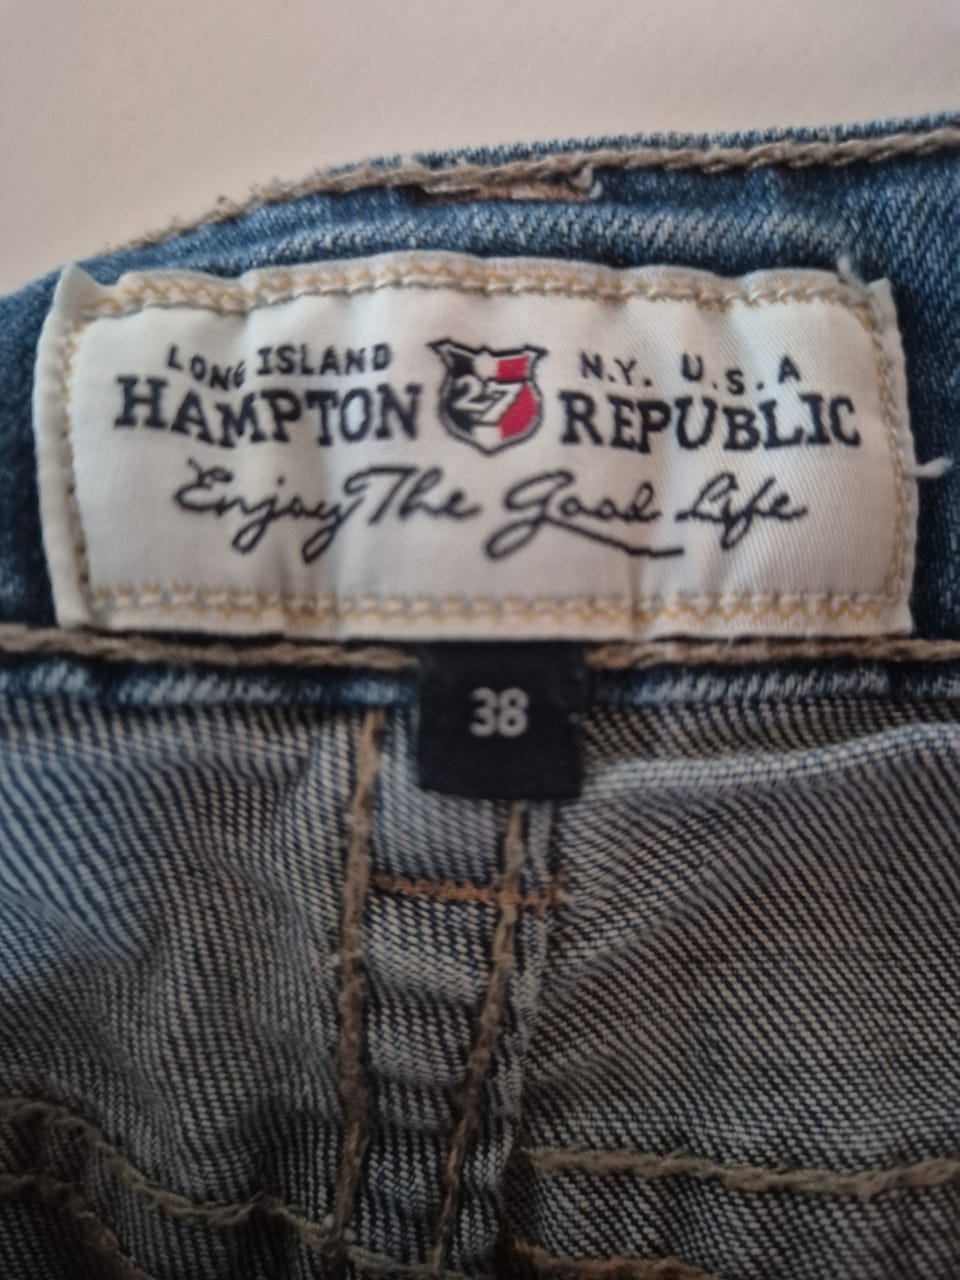 LONG ISLAND N.Y. U.S.A
HAMPTON 27 REPUBLIC
Enjoy The Good Life
38